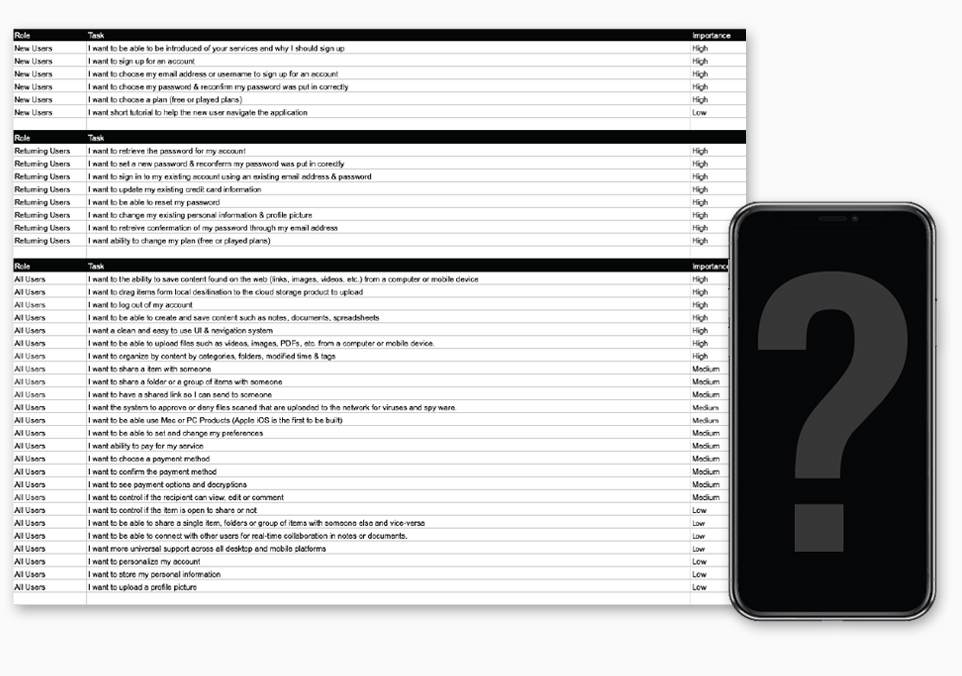 Role Task Importance
New Users I want to be able to be introduced of your services and why I should sign up High
New Users I want to sign up for an account High
New Users I want to choose my email address or username to sign up for an account High
New Users I want to choose my password & reconfirm my password was put in correctly High
New Users I want to choose a plan (free or played plans) High
New Users I want short tutorial to help the new user navigate the application Low
Role Task
Returning Users I want to retrieve the password for my account High
Returning Users I want to set a new password & reconferm my password was put in corectly High
Returning Users I want to sign in to my existing account using an existing email address & password High
Returning Users I want to update my existing credit card information High
Returning Users I want to be able to reset my password High
Returning Users I want to change my existing personal information & profile picture High
Returning Users I want to retreive confermation of my password through my email address High
Returning Users I want ability to change my plan (free or played plans) High
Role Task Importance
All Users I want to the ability to save content found on the web (links, images, videos, etc.) from a computer or mobile device High
All Users I want to drag items form local desitination to the cloud storage product to upload High
All Users I want to log out of my account High
All Users I want to be able to create and save content such as notes, documents, spreadsheets High
All Users I want a clean and easy to use UI & navigation system High
All Users I want to be able to upload files such as videos, images, PDFs, etc. from a computer or mobile device. High
All Users I want to organize by content by categories, folders, modified time & tags High
All Users I want to share a item with someone Medium
All Users I want to share a folder or a group of items with someone Medium
All Users I want to have a shared link so I can send to someone Medium
All Users I want the system to approve or deny files scaned that are uploaded to the network for viruses and spy ware. Medium
All Users I want to be able use Mac or PC Products (Apple iOS is the first to be built) Medium
All Users I want to be able to set and change my preferences Medium
All Users I want ability to pay for my service Medium
All Users I want to choose a payment method Medium
All Users I want to confirm the payment method Medium
All Users I want to see payment options and decryptions Medium
All Users I want to control if the recipient can view, edit or comment Medium
All Users I want to control if the item is open to share or not Low
All Users I want to be able to share a single item, folders or group of items with someone else and vice-versa Low
All Users I want to be able to connect with other users for real-time collaboration in notes or documents. Low
All Users I want more universal support across all desktop and mobile platforms Low
All Users I want to personalize my account Low
All Users I want to store my personal information Low
All Users I want to upload a profile picture Low
?